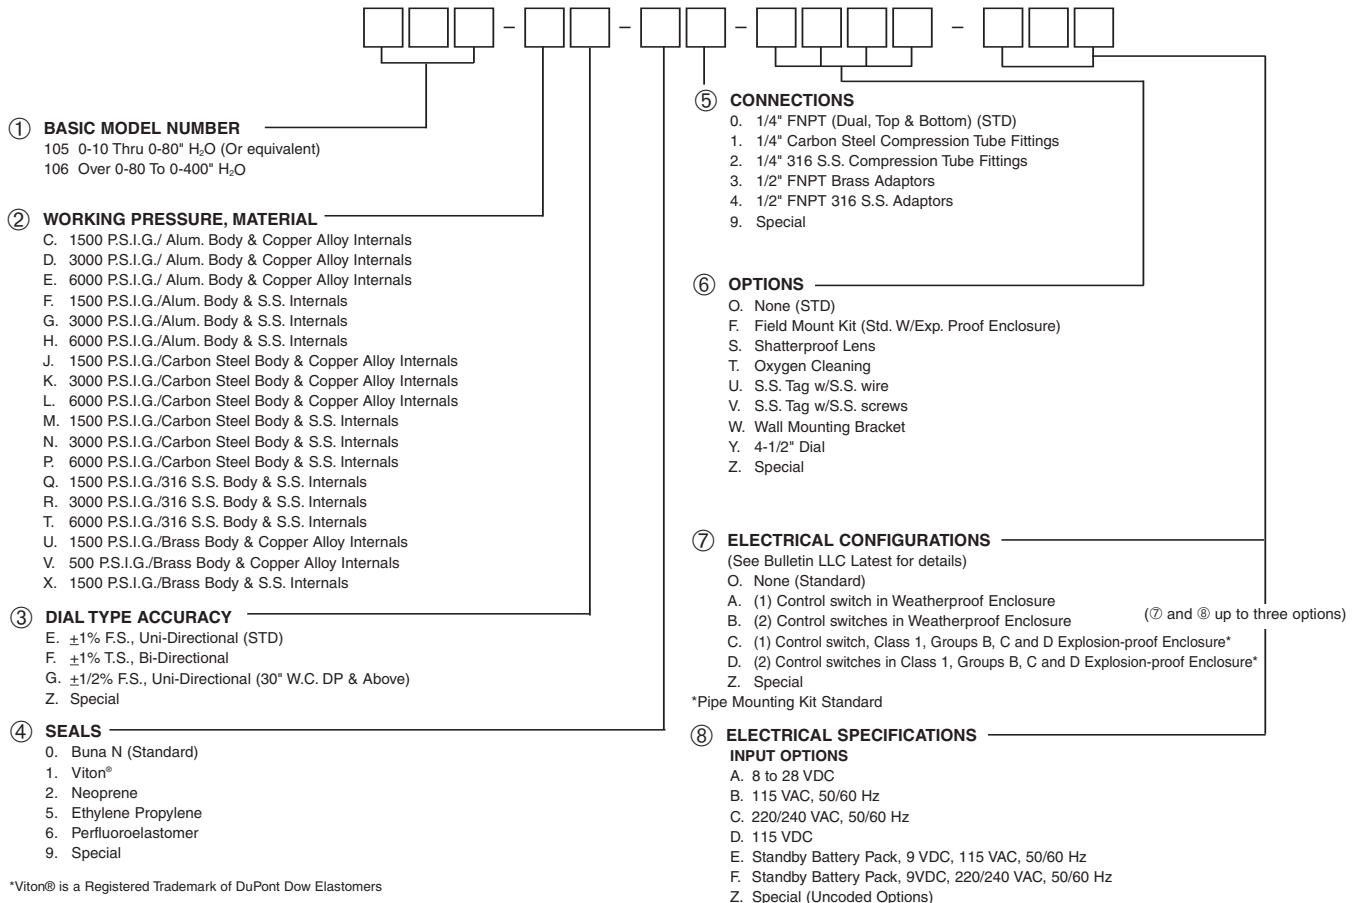 – – – –
① BASIC MODEL NUMBER
105 0-10 Thru 0-80" H₂O (Or equivalent)
106 Over 0-80 To 0-400" H₂O
② WORKING PRESSURE, MATERIAL
C. 1500 P.S.I.G./ Alum. Body & Copper Alloy Internals
D. 3000 P.S.I.G./ Alum. Body & Copper Alloy Internals
E. 6000 P.S.I.G./ Alum. Body & Copper Alloy Internals
F. 1500 P.S.I.G./Alum. Body & S.S. Internals
G. 3000 P.S.I.G./Alum. Body & S.S. Internals
H. 6000 P.S.I.G./Alum. Body & S.S. Internals
J. 1500 P.S.I.G./Carbon Steel Body & Copper Alloy Internals
K. 3000 P.S.I.G./Carbon Steel Body & Copper Alloy Internals
L. 6000 P.S.I.G./Carbon Steel Body & Copper Alloy Internals
M. 1500 P.S.I.G./Carbon Steel Body & S.S. Internals
N. 3000 P.S.I.G./Carbon Steel Body & S.S. Internals
P. 6000 P.S.I.G./Carbon Steel Body & S.S. Internals
Q. 1500 P.S.I.G./316 S.S. Body & S.S. Internals
R. 3000 P.S.I.G./316 S.S. Body & S.S. Internals
T. 6000 P.S.I.G./316 S.S. Body & S.S. Internals
U. 1500 P.S.I.G./Brass Body & Copper Alloy Internals
V. 500 P.S.I.G./Brass Body & Copper Alloy Internals
X. 1500 P.S.I.G./Brass Body & S.S. Internals
③ DIAL TYPE ACCURACY
E. ±1% F.S., Uni-Directional (STD)
F. ±1% T.S., Bi-Directional
G. ±1/2% F.S., Uni-Directional (30" W.C. DP & Above)
Z. Special
④ SEALS
0. Buna N (Standard)
1. Viton®
2. Neoprene
5. Ethylene Propylene
6. Perfluoroelastomer
9. Special
*Viton® is a Registered Trademark of DuPont Dow Elastomers
⑤ CONNECTIONS
0. 1/4" FNPT (Dual, Top & Bottom) (STD)
1. 1/4" Carbon Steel Compression Tube Fittings
2. 1/4" 316 S.S. Compression Tube Fittings
3. 1/2" FNPT Brass Adaptors
4. 1/2" FNPT 316 S.S. Adaptors
9. Special
⑥ OPTIONS
O. None (STD)
F. Field Mount Kit (Std. W/Exp. Proof Enclosure)
S. Shatterproof Lens
T. Oxygen Cleaning
U. S.S. Tag w/S.S. wire
V. S.S. Tag w/S.S. screws
W. Wall Mounting Bracket
Y. 4-1/2" Dial
Z. Special
⑦ ELECTRICAL CONFIGURATIONS
(See Bulletin LLC Latest for details)
O. None (Standard)
A. (1) Control switch in Weatherproof Enclosure
B. (2) Control switches in Weatherproof Enclosure
(⑦ and ⑧ up to three options)
C. (1) Control switch, Class 1, Groups B, C and D Explosion-proof Enclosure*
D. (2) Control switches in Class 1, Groups B, C and D Explosion-proof Enclosure*
Z. Special
*Pipe Mounting Kit Standard
⑧ ELECTRICAL SPECIFICATIONS
INPUT OPTIONS
A. 8 to 28 VDC
B. 115 VAC, 50/60 Hz
C. 220/240 VAC, 50/60 Hz
D. 115 VDC
E. Standby Battery Pack, 9 VDC, 115 VAC, 50/60 Hz
F. Standby Battery Pack, 9VDC, 220/240 VAC, 50/60 Hz
Z. Special (Uncoded Options)